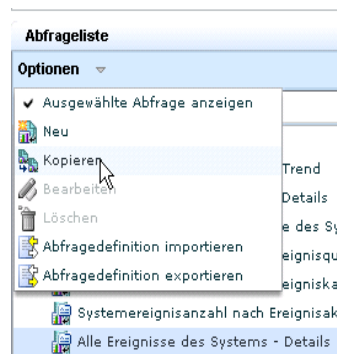 Abfrageliste
Optionen
Ausgewählte Abfrage anzeigen
Neu
Kopieren
Trend
Bearbeiten
Details
Löschen
e des
Abfragedefinition importieren
Abfragedefinition exportieren
Systemereignisanzahl nach
Alle Ereignisse des Systems - Details